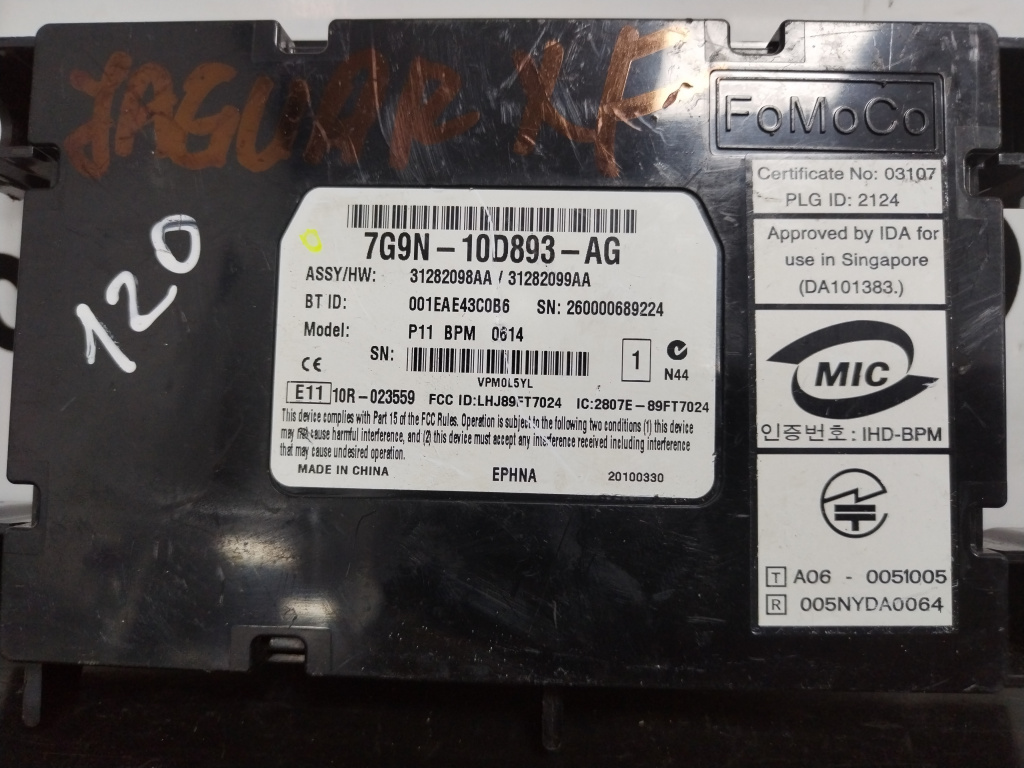 JAGUAR XF
FoMoCo
120
7G9N-10D893-AG
ASSY/HW: 31282098AA / 31282099AA
BT ID: 001EAE43C0B6 SN: 260000689224
Model: P11 BPM 0614
SN:
VPM0L5YL
1
N44
CE
E11 10R-023559 FCC ID:LHJ89FT7024 IC:2807E-89FT7024
This device complies with Part 15 of the FCC Rules. Operation is subject to the following two conditions (1) this device
may not cause harmful interference, and (2) this device must accept any interference received including interference
that may cause undesired operation.
MADE IN CHINA EPHNA 20100330
Certificate No: 03107
PLG ID: 2124
Approved by IDA for
use in Singapore
(DA101383.)
MIC
인증번호: IHD-BPM
T A06 - 0051005
R 005NYDA0064